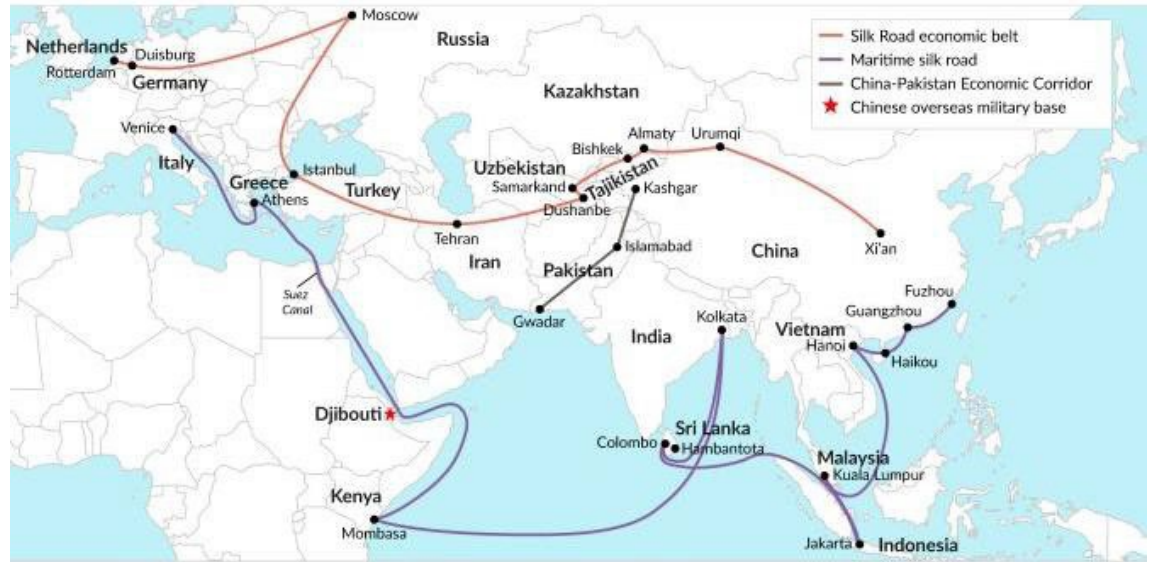 Moscow
Silk Road economic belt
Maritime silk road
China-Pakistan Economic Corridor
Chinese overseas military base
Netherlands
Duisburg
Rotterdam
Germany
Russia
Kazakhstan
Venice
Italy
Almaty
Urumqi
Bishkek
Istanbul
Greece
Athens
Turkey
Uzbekistan
Samarkand
Tajikistan
Kashgar
Dushanbe
Tehran
Iran
Islamabad
Pakistan
China
Xi'an
Suez
Canal
Gwadar
Fuzhou
Guangzhou
Kolkata
India
Vietnam
Hanoi
Haikou
Djibouti
Sri Lanka
Colombo
Hambantota
Malaysia
Kuala Lumpur
Kenya
Mombasa
Jakarta
Indonesia